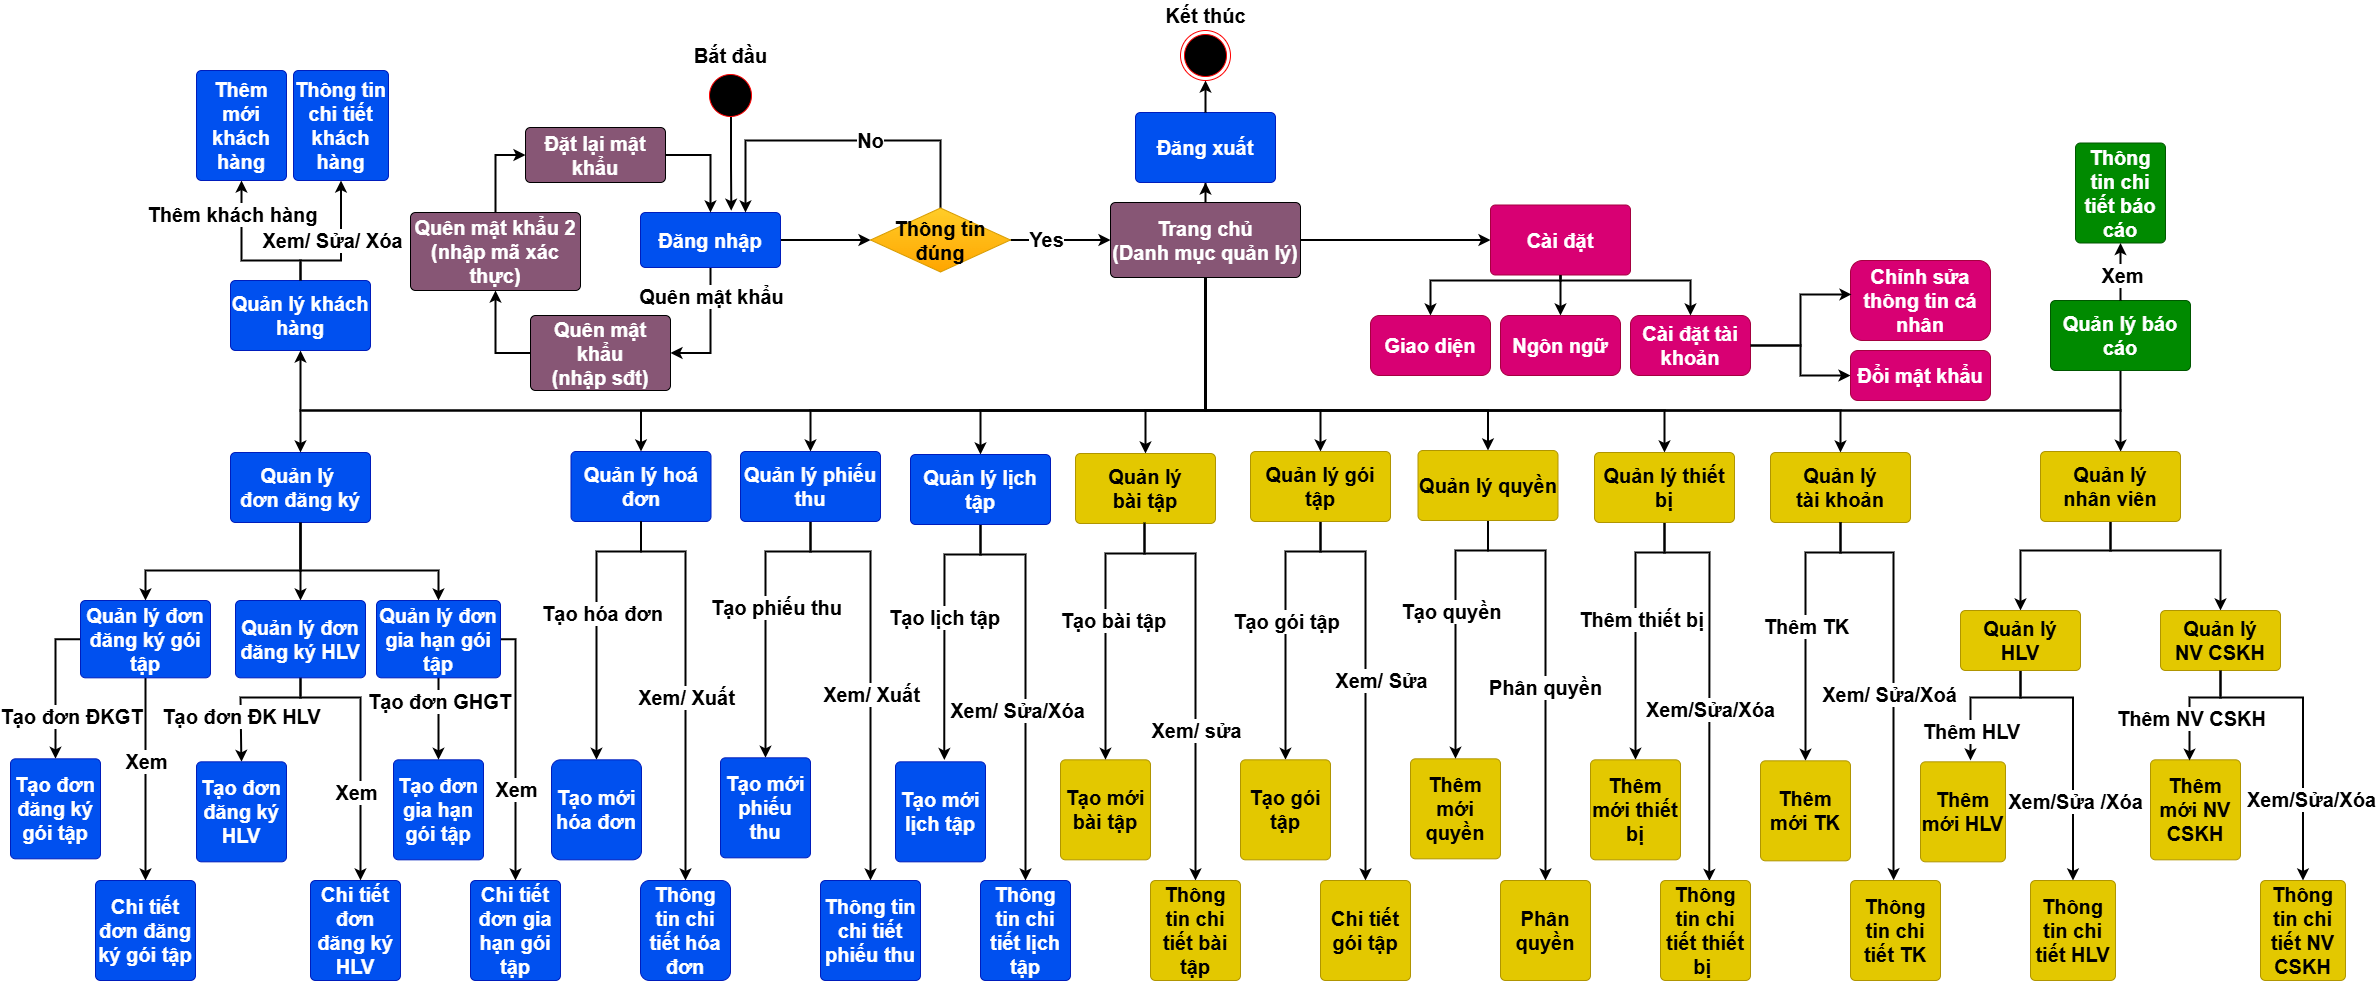 Kết thúc
Bắt đầu
Thêm
mới
khách
hàng
Thông tin
chi tiết
khách
hàng
Thêm khách hàng
Xem/ Sửa/ Xóa
Quản lý khách
hàng
Đặt lại mật
khẩu
Quên mật khẩu 2
(nhập mã xác
thực)
Quên mật
khẩu
(nhập sđt)
Quên mật khẩu
Đăng nhập
No
Thông tin
đúng
Yes
Đăng xuất
Trang chủ
(Danh mục quản lý)
Cài đặt
Giao diện
Ngôn ngữ
Cài đặt tài
khoản
Chỉnh sửa
thông tin cá
nhân
Đổi mật khẩu
Thông
tin chi
tiết báo
cáo
Xem
Quản lý báo
cáo
Quản lý
đơn đăng ký
Quản lý hoá
đơn
Quản lý phiếu
thu
Quản lý lịch
tập
Quản lý
bài tập
Quản lý gói
tập
Quản lý quyền
Quản lý thiết
bị
Quản lý
tài khoản
Quản lý
nhân viên
Quản lý đơn
đăng ký gói
tập
Quản lý đơn
đăng ký HLV
Quản lý đơn
gia hạn gói
tập
Quản lý
HLV
Quản lý
NV CSKH
Tạo đơn ĐKGT
Xem
Tạo đơn ĐK HLV
Xem
Tạo đơn GHGT
Xem
Tạo hóa đơn
Xem/ Xuất
Tạo phiếu thu
Xem/ Xuất
Tạo lịch tập
Xem/ Sửa/Xóa
Tạo bài tập
Xem/ sửa
Tạo gói tập
Xem/ Sửa
Tạo quyền
Phân quyền
Thêm thiết bị
Xem/Sửa/Xóa
Thêm TK
Xem/ Sửa/Xoá
Thêm HLV
Xem/Sửa /Xóa
Thêm NV CSKH
Xem/Sửa/Xóa
Tạo đơn
đăng ký
gói tập
Tạo đơn
đăng ký
HLV
Tạo đơn
gia hạn
gói tập
Tạo mới
hóa đơn
Tạo mới
phiếu
thu
Tạo mới
lịch tập
Tạo mới
bài tập
Tạo gói
tập
Thêm
mới
quyền
Thêm
mới thiết
bị
Thêm
mới TK
Thêm
mới HLV
Thêm
mới NV
CSKH
Chi tiết
đơn đăng
ký gói tập
Chi tiết
đơn
đăng ký
HLV
Chi tiết
đơn gia
hạn gói
tập
Thông
tin chi
tiết hóa
đơn
Thông tin
chi tiết
phiếu thu
Thông
tin chi
tiết lịch
tập
Thông
tin chi
tiết bài
tập
Chi tiết
gói tập
Phân
quyền
Thông
tin chi
tiết thiết
bị
Thông
tin chi
tiết TK
Thông
tin chi
tiết HLV
Thông
tin chi
tiết NV
CSKH